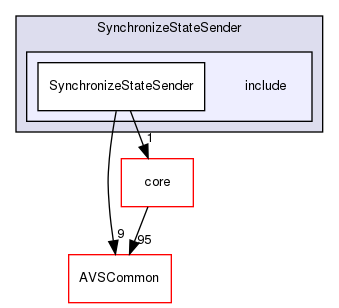 SynchronizeStateSender
SynchronizeStateSender include
1
core
9 95
AVSCommon